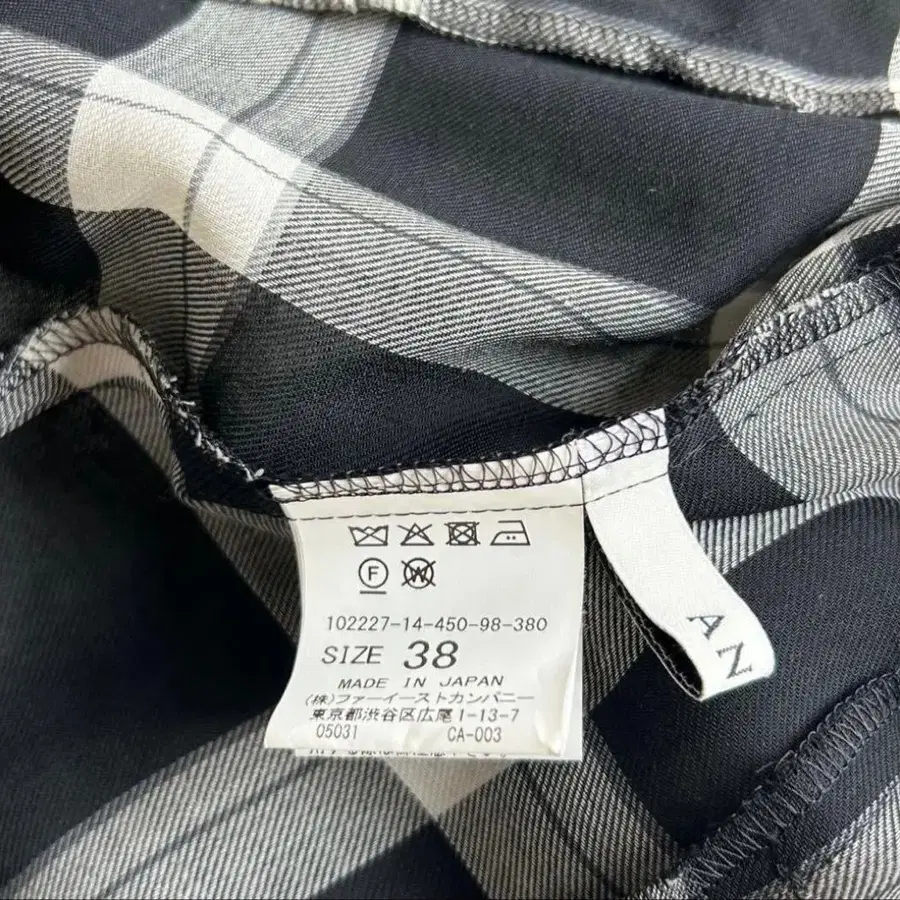 F W
102227-14-450-98-380
SIZE 38
MADE IN JAPAN
(株)ファーイーストカンパニー
東京都渋谷区広尾1-13-7
05031 CA-003
AN